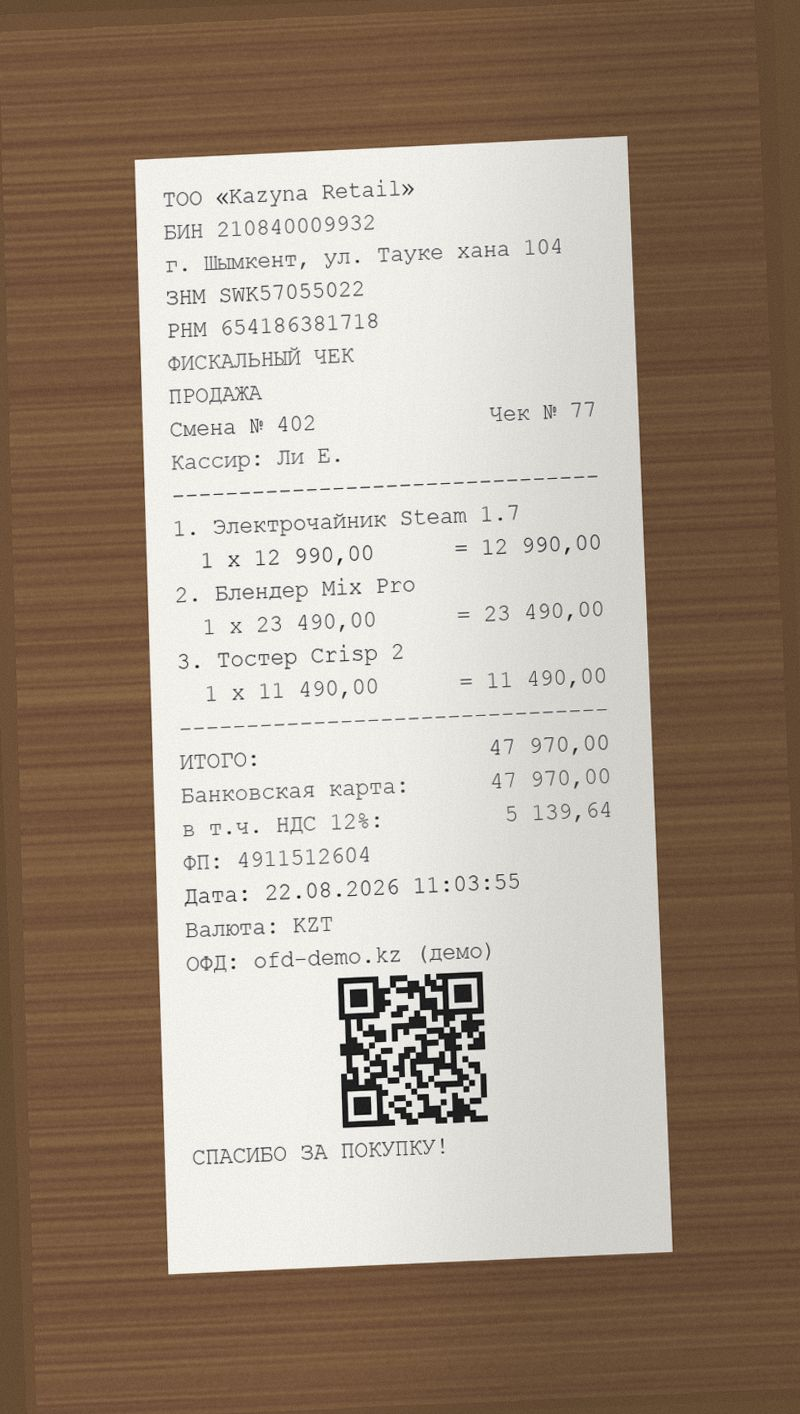 ТОО «Kazyna Retail»
БИН 210840009932
г. Шымкент, ул. Тауке хана 104
ЗНМ SWK57055022
РНМ 654186381718
ФИСКАЛЬНЫЙ ЧЕК
ПРОДАЖА
Смена № 402 Чек № 77
Кассир: Ли Е.
--------------------------------
1. Электрочайник Steam 1.7
1 x 12 990,00 = 12 990,00
2. Блендер Mix Pro
1 x 23 490,00 = 23 490,00
3. Тостер Crisp 2
1 x 11 490,00 = 11 490,00
--------------------------------
ИТОГО: 47 970,00
Банковская карта: 47 970,00
в т.ч. НДС 12%: 5 139,64
ФП: 4911512604
Дата: 22.08.2026 11:03:55
Валюта: KZT
ОФД: ofd-demo.kz (демо)
СПАСИБО ЗА ПОКУПКУ!